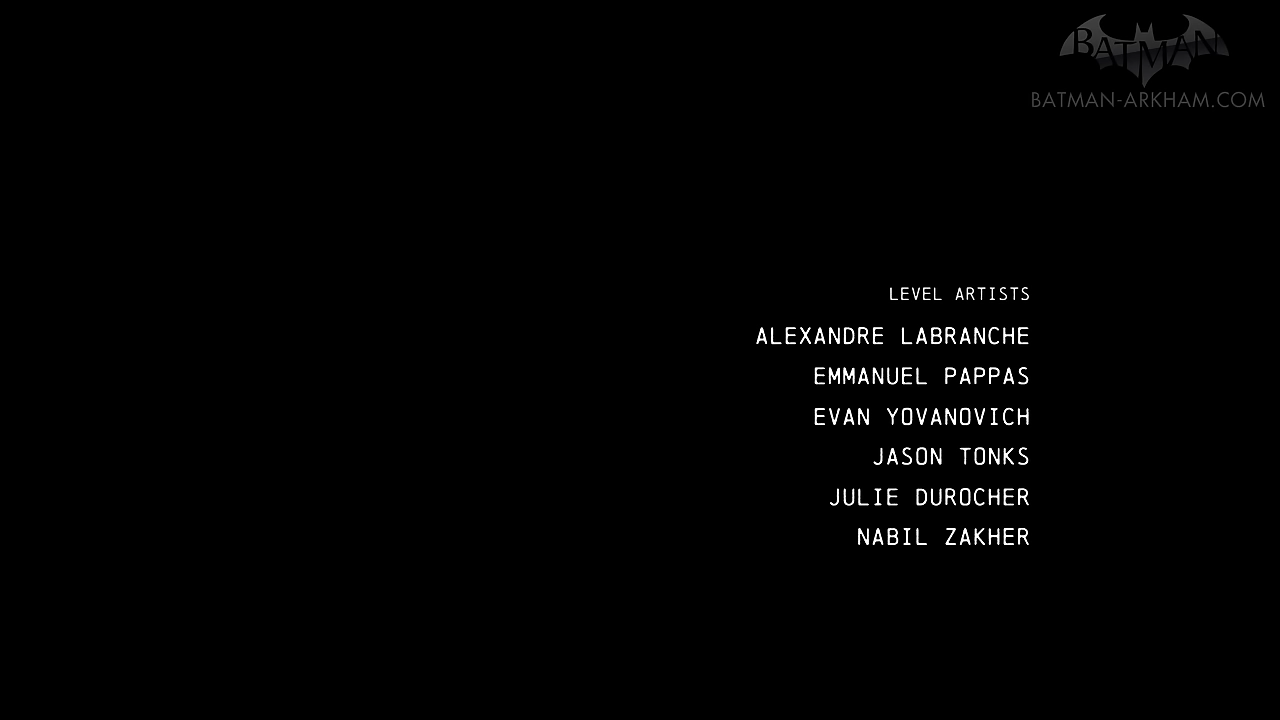 BATMAN
BATMAN-ARKHAM.COM
LEVEL ARTISTS
ALEXANDRE LABRANCHE
EMMANUEL PAPPAS
EVAN YOVANOVICH
JASON TONKS
JULIE DUROCHER
NABIL ZAKHER